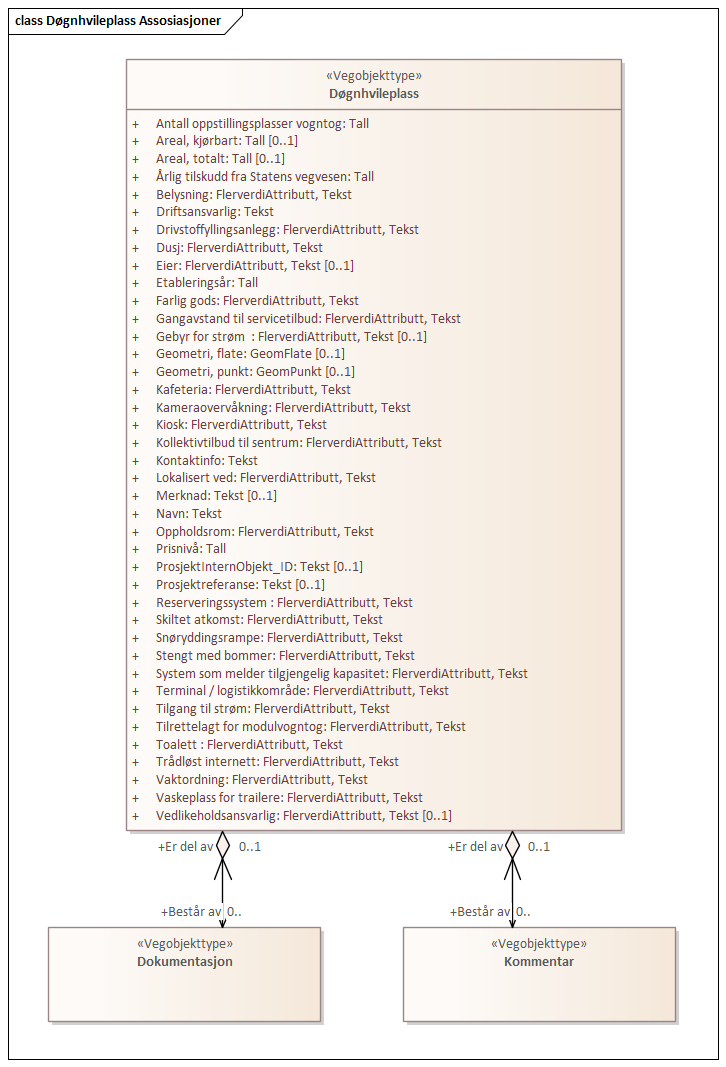 class Døgnhvileplass Assosiasjoner
«Vegobjekttype»
Døgnhvileplass
+ Antall oppstillingsplasser vogntog: Tall
+ Areal, kjørbart: Tall [0..1]
+ Areal, totalt: Tall [0..1]
+ Årlig tilskudd fra Statens vegvesen: Tall
+ Belysning: FlerverdiAttributt, Tekst
+ Driftsansvarlig: Tekst
+ Drivstoffyllingsanlegg: FlerverdiAttributt, Tekst
+ Dusj: FlerverdiAttributt, Tekst
+ Eier: FlerverdiAttributt, Tekst [0..1]
+ Etableringsår: Tall
+ Farlig gods: FlerverdiAttributt, Tekst
+ Gangavstand til servicetilbud: FlerverdiAttributt, Tekst
+ Gebyr for strøm  : FlerverdiAttributt, Tekst [0..1]
+ Geometri, flate: GeomFlate [0..1]
+ Geometri, punkt: GeomPunkt [0..1]
+ Kafeteria: FlerverdiAttributt, Tekst
+ Kameraovervåkning: FlerverdiAttributt, Tekst
+ Kiosk: FlerverdiAttributt, Tekst
+ Kollektivtilbud til sentrum: FlerverdiAttributt, Tekst
+ Kontaktinfo: Tekst
+ Lokalisert ved: FlerverdiAttributt, Tekst
+ Merknad: Tekst [0..1]
+ Navn: Tekst
+ Oppholdsrom: FlerverdiAttributt, Tekst
+ Prisnivå: Tall
+ ProsjektInternObjekt_ID: Tekst [0..1]
+ Prosjektreferanse: Tekst [0..1]
+ Reserveringssystem : FlerverdiAttributt, Tekst
+ Skiltet atkomst: FlerverdiAttributt, Tekst
+ Snøryddingsrampe: FlerverdiAttributt, Tekst
+ Stengt med bommer: FlerverdiAttributt, Tekst
+ System som melder tilgjengelig kapasitet: FlerverdiAttributt, Tekst
+ Terminal / logistikkområde: FlerverdiAttributt, Tekst
+ Tilgang til strøm: FlerverdiAttributt, Tekst
+ Tilrettelagt for modulvogntog: FlerverdiAttributt, Tekst
+ Toalett : FlerverdiAttributt, Tekst
+ Trådløst internett: FlerverdiAttributt, Tekst
+ Vaktordning: FlerverdiAttributt, Tekst
+ Vaskeplass for trailere: FlerverdiAttributt, Tekst
+ Vedlikeholdsansvarlig: FlerverdiAttributt, Tekst [0..1]
+Er del av 0..1 +Er del av 0..1
+Består av 0.. +Består av 0..
«Vegobjekttype» «Vegobjekttype»
Dokumentasjon Kommentar